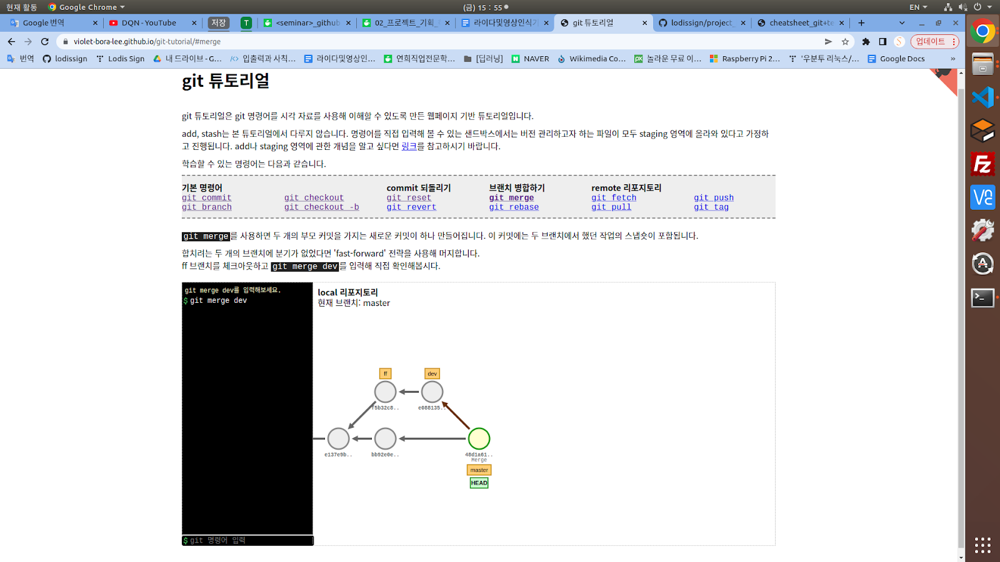 현재 활동
Google Chrome
(금) 15 : 55
EN
Google 번역
DQN - YouTube
저장
T
<seminar>_github
02_프로젝트_기획_
라이다및영상인식기
git 튜토리얼
lodissign/project_
cheatsheet_git+te
violet-bora-lee.github.io/git-tutorial/#merge
업데이트
번역
lodissign
Lodis Sign
내 드라이브 - G...
입출력과 사칙...
라이다및영상인...
연희직업전문학...
[딥러닝]
NAVER
Wikimedia Co...
놀라운 무료 이...
Raspberry Pi 2...
'우분투 리눅스/...
Google Docs
»
git 튜토리얼
git 튜토리얼은 git 명령어를 시각 자료를 사용해 이해할 수 있도록 만든 웹페이지 기반 튜토리얼입니다.
add, stash는 본 튜토리얼에서 다루지 않습니다. 명령어를 직접 입력해 볼 수 있는 샌드박스에서는 버전 관리하고자 하는 파일이 모두 staging 영역에 올라와 있다고 가정하
고 진행됩니다. add나 staging 영역에 관한 개념을 알고 싶다면 링크를 참고하시기 바랍니다.
학습할 수 있는 명령어는 다음과 같습니다.
기본 명령어 commit 되돌리기 브랜치 병합하기 remote 리포지토리
git commit git checkout git reset git merge git fetch git push
git branch git checkout -b git revert git rebase git pull git tag
git merge를 사용하면 두 개의 부모 커밋을 가지는 새로운 커밋이 하나 만들어집니다. 이 커밋에는 두 브랜치에서 했던 작업의 스냅숏이 포함됩니다.
합치려는 두 개의 브랜치에 분기가 없었다면 'fast-forward' 전략을 사용해 머지합니다.
ff 브랜치를 체크아웃하고 git merge dev를 입력해 직접 확인해봅시다.
git merge dev를 입력해보세요.
$ git merge dev
local 리포지토리
현재 브랜치: master
ff
dev
f5b32c8..
e088135..
e137e9b..
bb92e0e..
48d1a61..
Merge
master
HEAD
$ git 명령어 입력